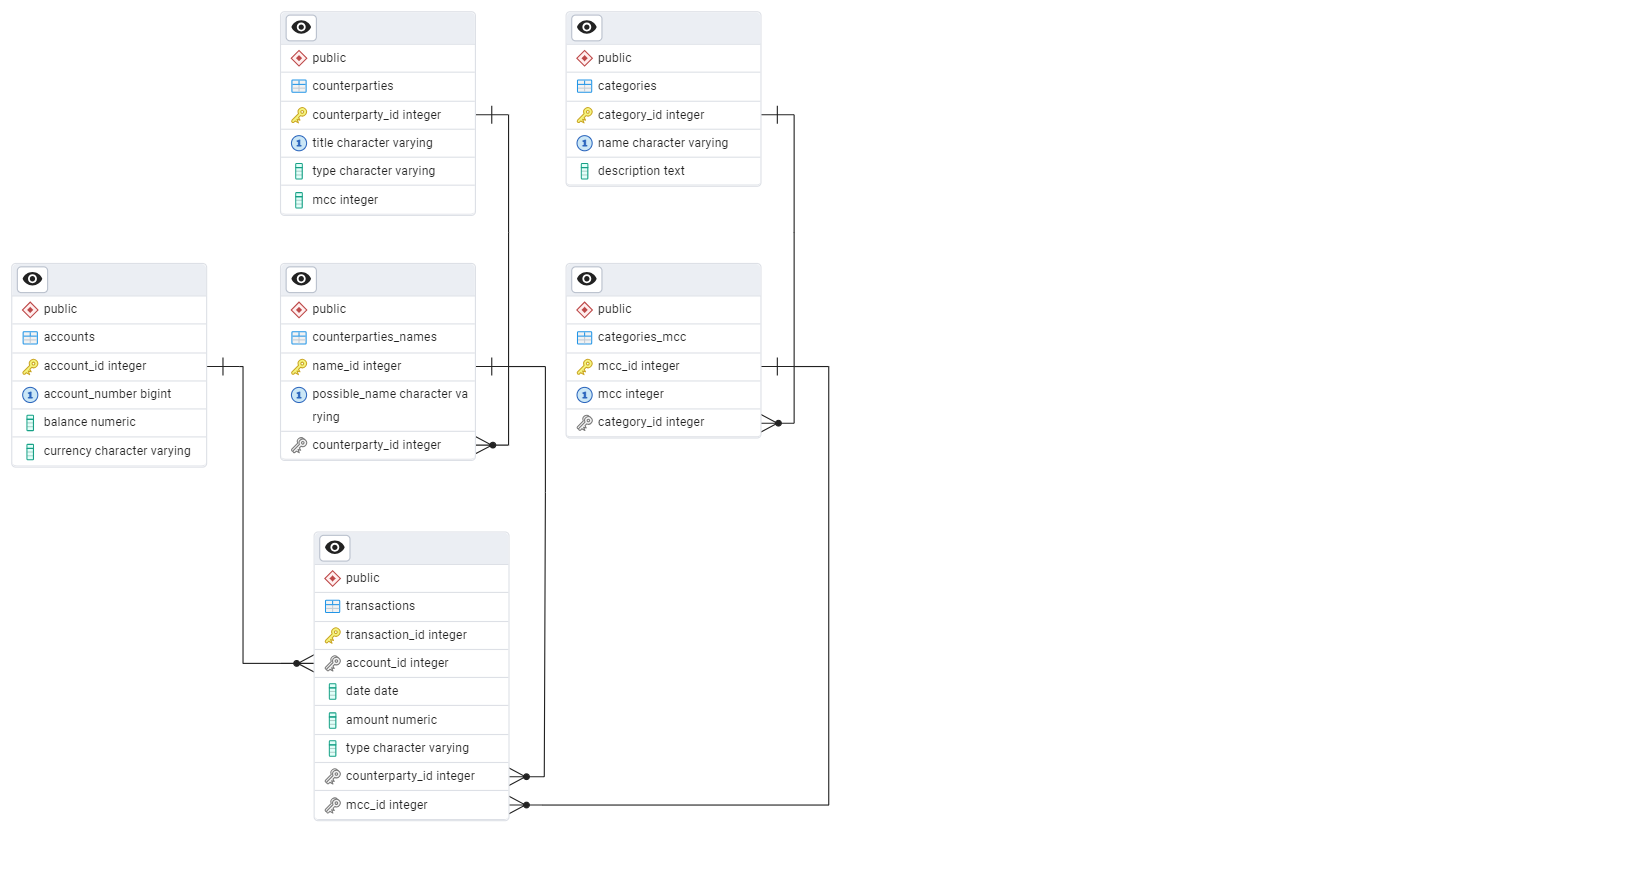 public
counterparties
counterparty_id integer
title character varying
type character varying
mcc integer
public
categories
category_id integer
name character varying
description text
public
accounts
account_id integer
account_number bigint
balance numeric
currency character varying
public
counterparties_names
name_id integer
possible_name character va
rying
counterparty_id integer
public
categories_mcc
mcc_id integer
mcc integer
category_id integer
public
transactions
transaction_id integer
account_id integer
date date
amount numeric
type character varying
counterparty_id integer
mcc_id integer